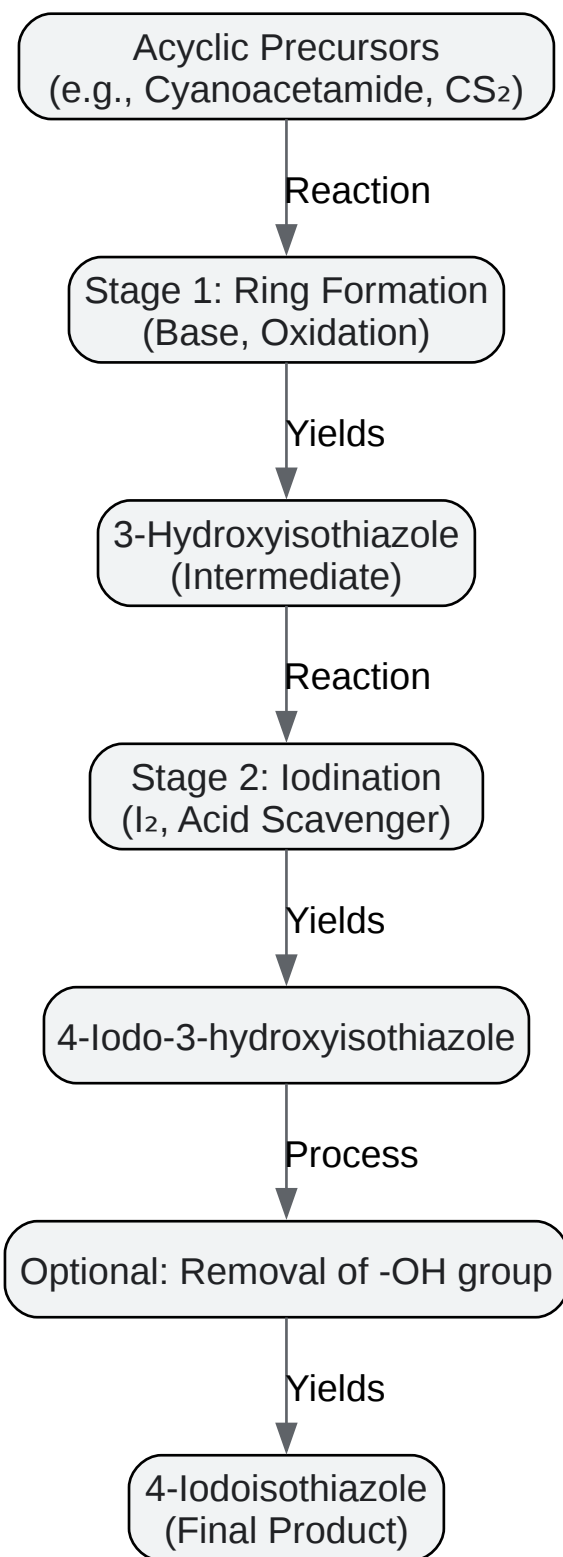 Acyclic Precursors
(e.g., Cyanoacetamide, CS₂)
Reaction
Stage 1: Ring Formation
(Base, Oxidation)
Yields
3-Hydroxyisothiazole
(Intermediate)
Reaction
Stage 2: Iodination
(I₂, Acid Scavenger)
Yields
4-Iodo-3-hydroxyisothiazole
Process
Optional: Removal of -OH group
Yields
4-Iodoisothiazole
(Final Product)